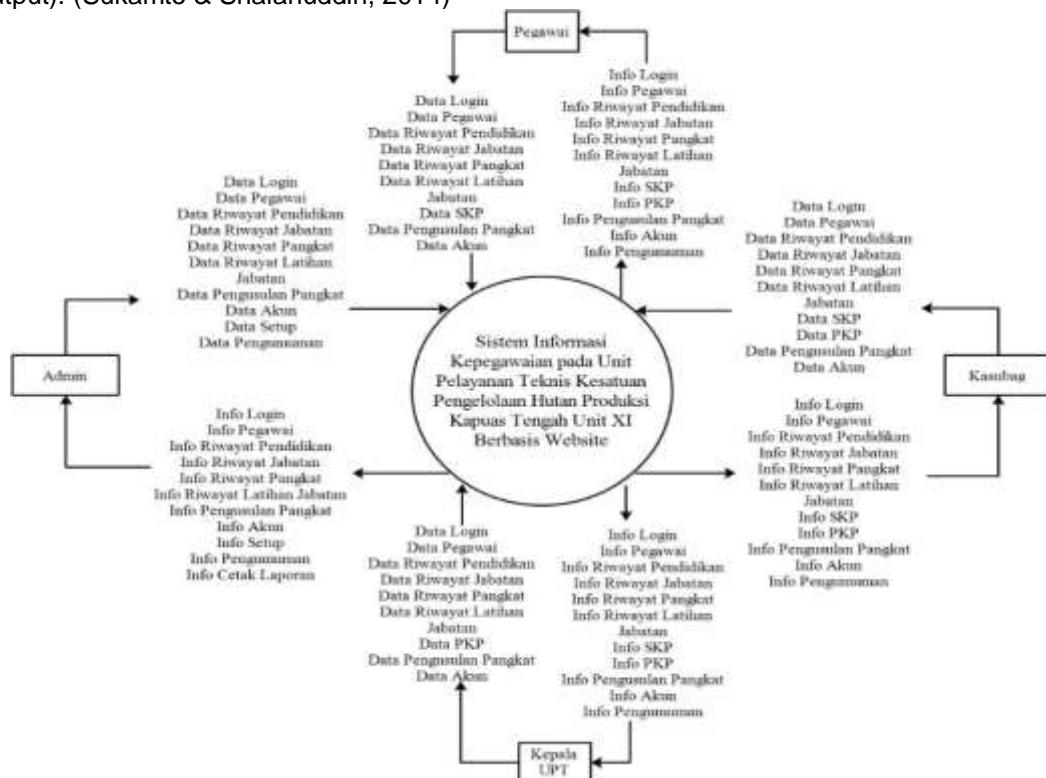 tput). (Sukamto & Shalahuddin, 2014)
Pegawai
Data Login
Data Pegawai
Data Riwayat Pendidikan
Data Riwayat Jabatan
Data Riwayat Pangkat
Data Riwayat Latihan
Jabatan
Data SKP
Data Pengusulan Pangkat
Data Akun
Info Login
Info Pegawai
Info Riwayat Pendidikan
Info Riwayat Jabatan
Info Riwayat Pangkat
Info Riwayat Latihan
Jabatan
Info SKP
Info PKP
Info Pengusulan Pangkat
Info Akun
Info Pengumuman
Data Login
Data Pegawai
Data Riwayat Pendidikan
Data Riwayat Jabatan
Data Riwayat Pangkat
Data Riwayat Latihan
Jabatan
Data Pengusulan Pangkat
Data Akun
Data Setup
Data Pengumuman
Data Login
Data Pegawai
Data Riwayat Pendidikan
Data Riwayat Jabatan
Data Riwayat Pangkat
Data Riwayat Latihan
Jabatan
Data SKP
Data PKP
Data Pengusulan Pangkat
Data Akun
Admin
Sistem Informasi
Kepegawaian pada Unit
Pelayanan Teknis Kesatuan
Pengelolaan Hutan Produksi
Kapuas Tengah Unit XI
Berbasis Website
Kasubag
Info Login
Info Pegawai
Info Riwayat Pendidikan
Info Riwayat Jabatan
Info Riwayat Pangkat
Info Riwayat Latihan Jabatan
Info Pengusulan Pangkat
Info Akun
Info Setup
Info Pengumuman
Info Cetak Laporan
Info Login
Info Pegawai
Info Riwayat Pendidikan
Info Riwayat Jabatan
Info Riwayat Pangkat
Info Riwayat Latihan
Jabatan
Info SKP
Info PKP
Info Pengusulan Pangkat
Info Akun
Info Pengumuman
Data Login
Data Pegawai
Data Riwayat Pendidikan
Data Riwayat Jabatan
Data Riwayat Pangkat
Data Riwayat Latihan
Jabatan
Data PKP
Data Pengusulan Pangkat
Data Akun
Info Login
Info Pegawai
Info Riwayat Pendidikan
Info Riwayat Jabatan
Info Riwayat Pangkat
Info Riwayat Latihan
Jabatan
Info SKP
Info PKP
Info Pengusulan Pangkat
Info Akun
Info Pengumuman
Kepala
UPT